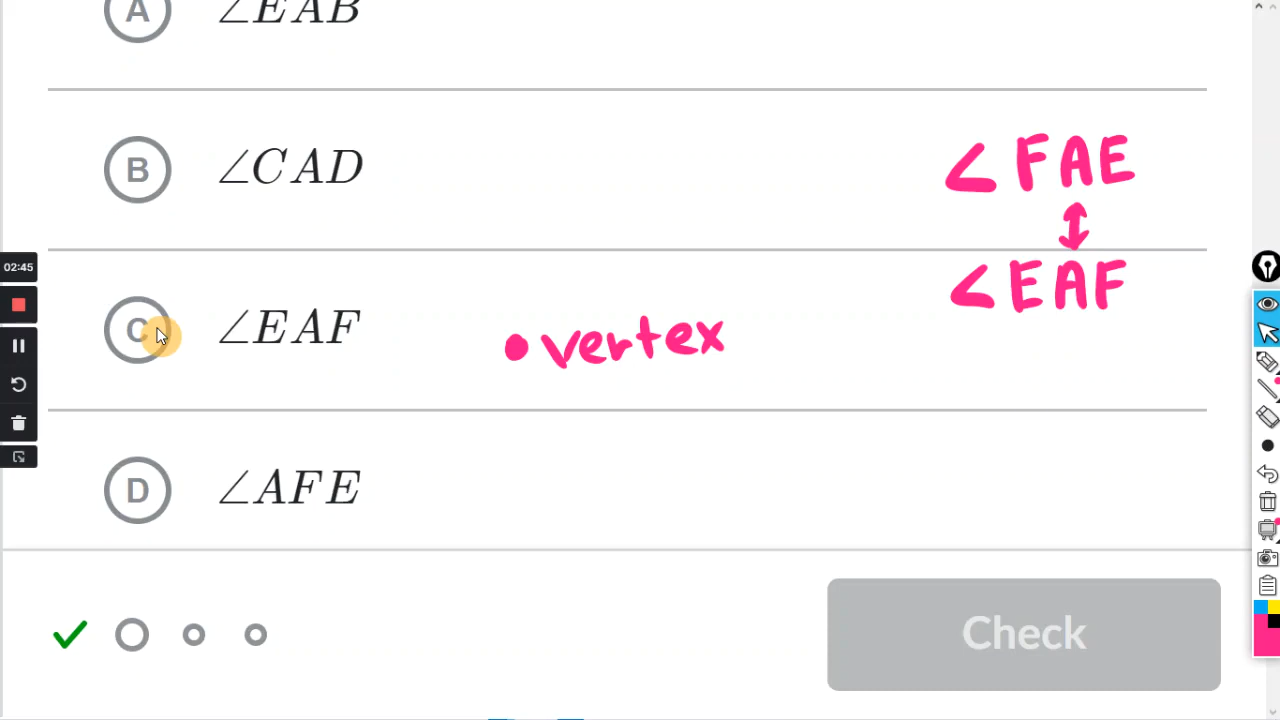 A ∠EAB
B ∠CAD
∠FAE
02:45
∠EAF
C ∠EAF
• vertex
D ∠AFE
Check